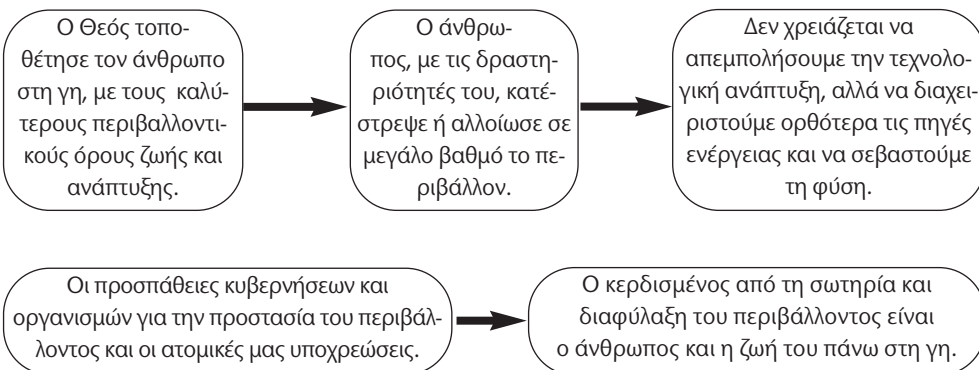 Ο Θεός τοπο-
θέτησε τον άνθρωπο
στη γη, με τους καλύ-
τερους περιβαλλοντι-
κούς όρους ζωής και
ανάπτυξης.
Ο άνθρω-
πος, με τις δραστη-
ριότητές του, κατέ-
στρεψε ή αλλοίωσε σε
μεγάλο βαθμό το πε-
ριβάλλον.
Δεν χρειάζεται να
απεμπολήσουμε την τεχνολο-
γική ανάπτυξη, αλλά να διαχει-
ριστούμε ορθότερα τις πηγές
ενέργειας και να σεβαστούμε
τη φύση.
Οι προσπάθειες κυβερνήσεων και
οργανισμών για την προστασία του περιβάλ-
λοντος και οι ατομικές μας υποχρεώσεις.
Ο κερδισμένος από τη σωτηρία και
διαφύλαξη του περιβάλλοντος είναι
ο άνθρωπος και η ζωή του πάνω στη γη.